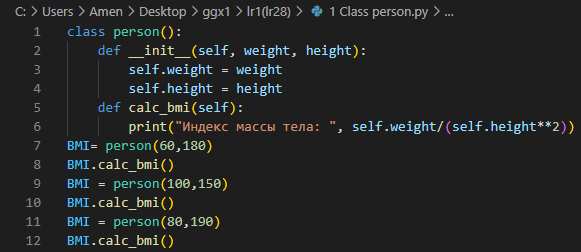 C: > Users > Amen > Desktop > ggx1 > lr1(lr28) > 1 Class person.py > ...
1 class person():
2     def __init__(self, weight, height):
3         self.weight = weight
4         self.height = height
5     def calc_bmi(self):
6         print("Индекс массы тела: ", self.weight/(self.height**2))
7 BMI= person(60,180)
8 BMI.calc_bmi()
9 BMI = person(100,150)
10 BMI.calc_bmi()
11 BMI = person(80,190)
12 BMI.calc_bmi()